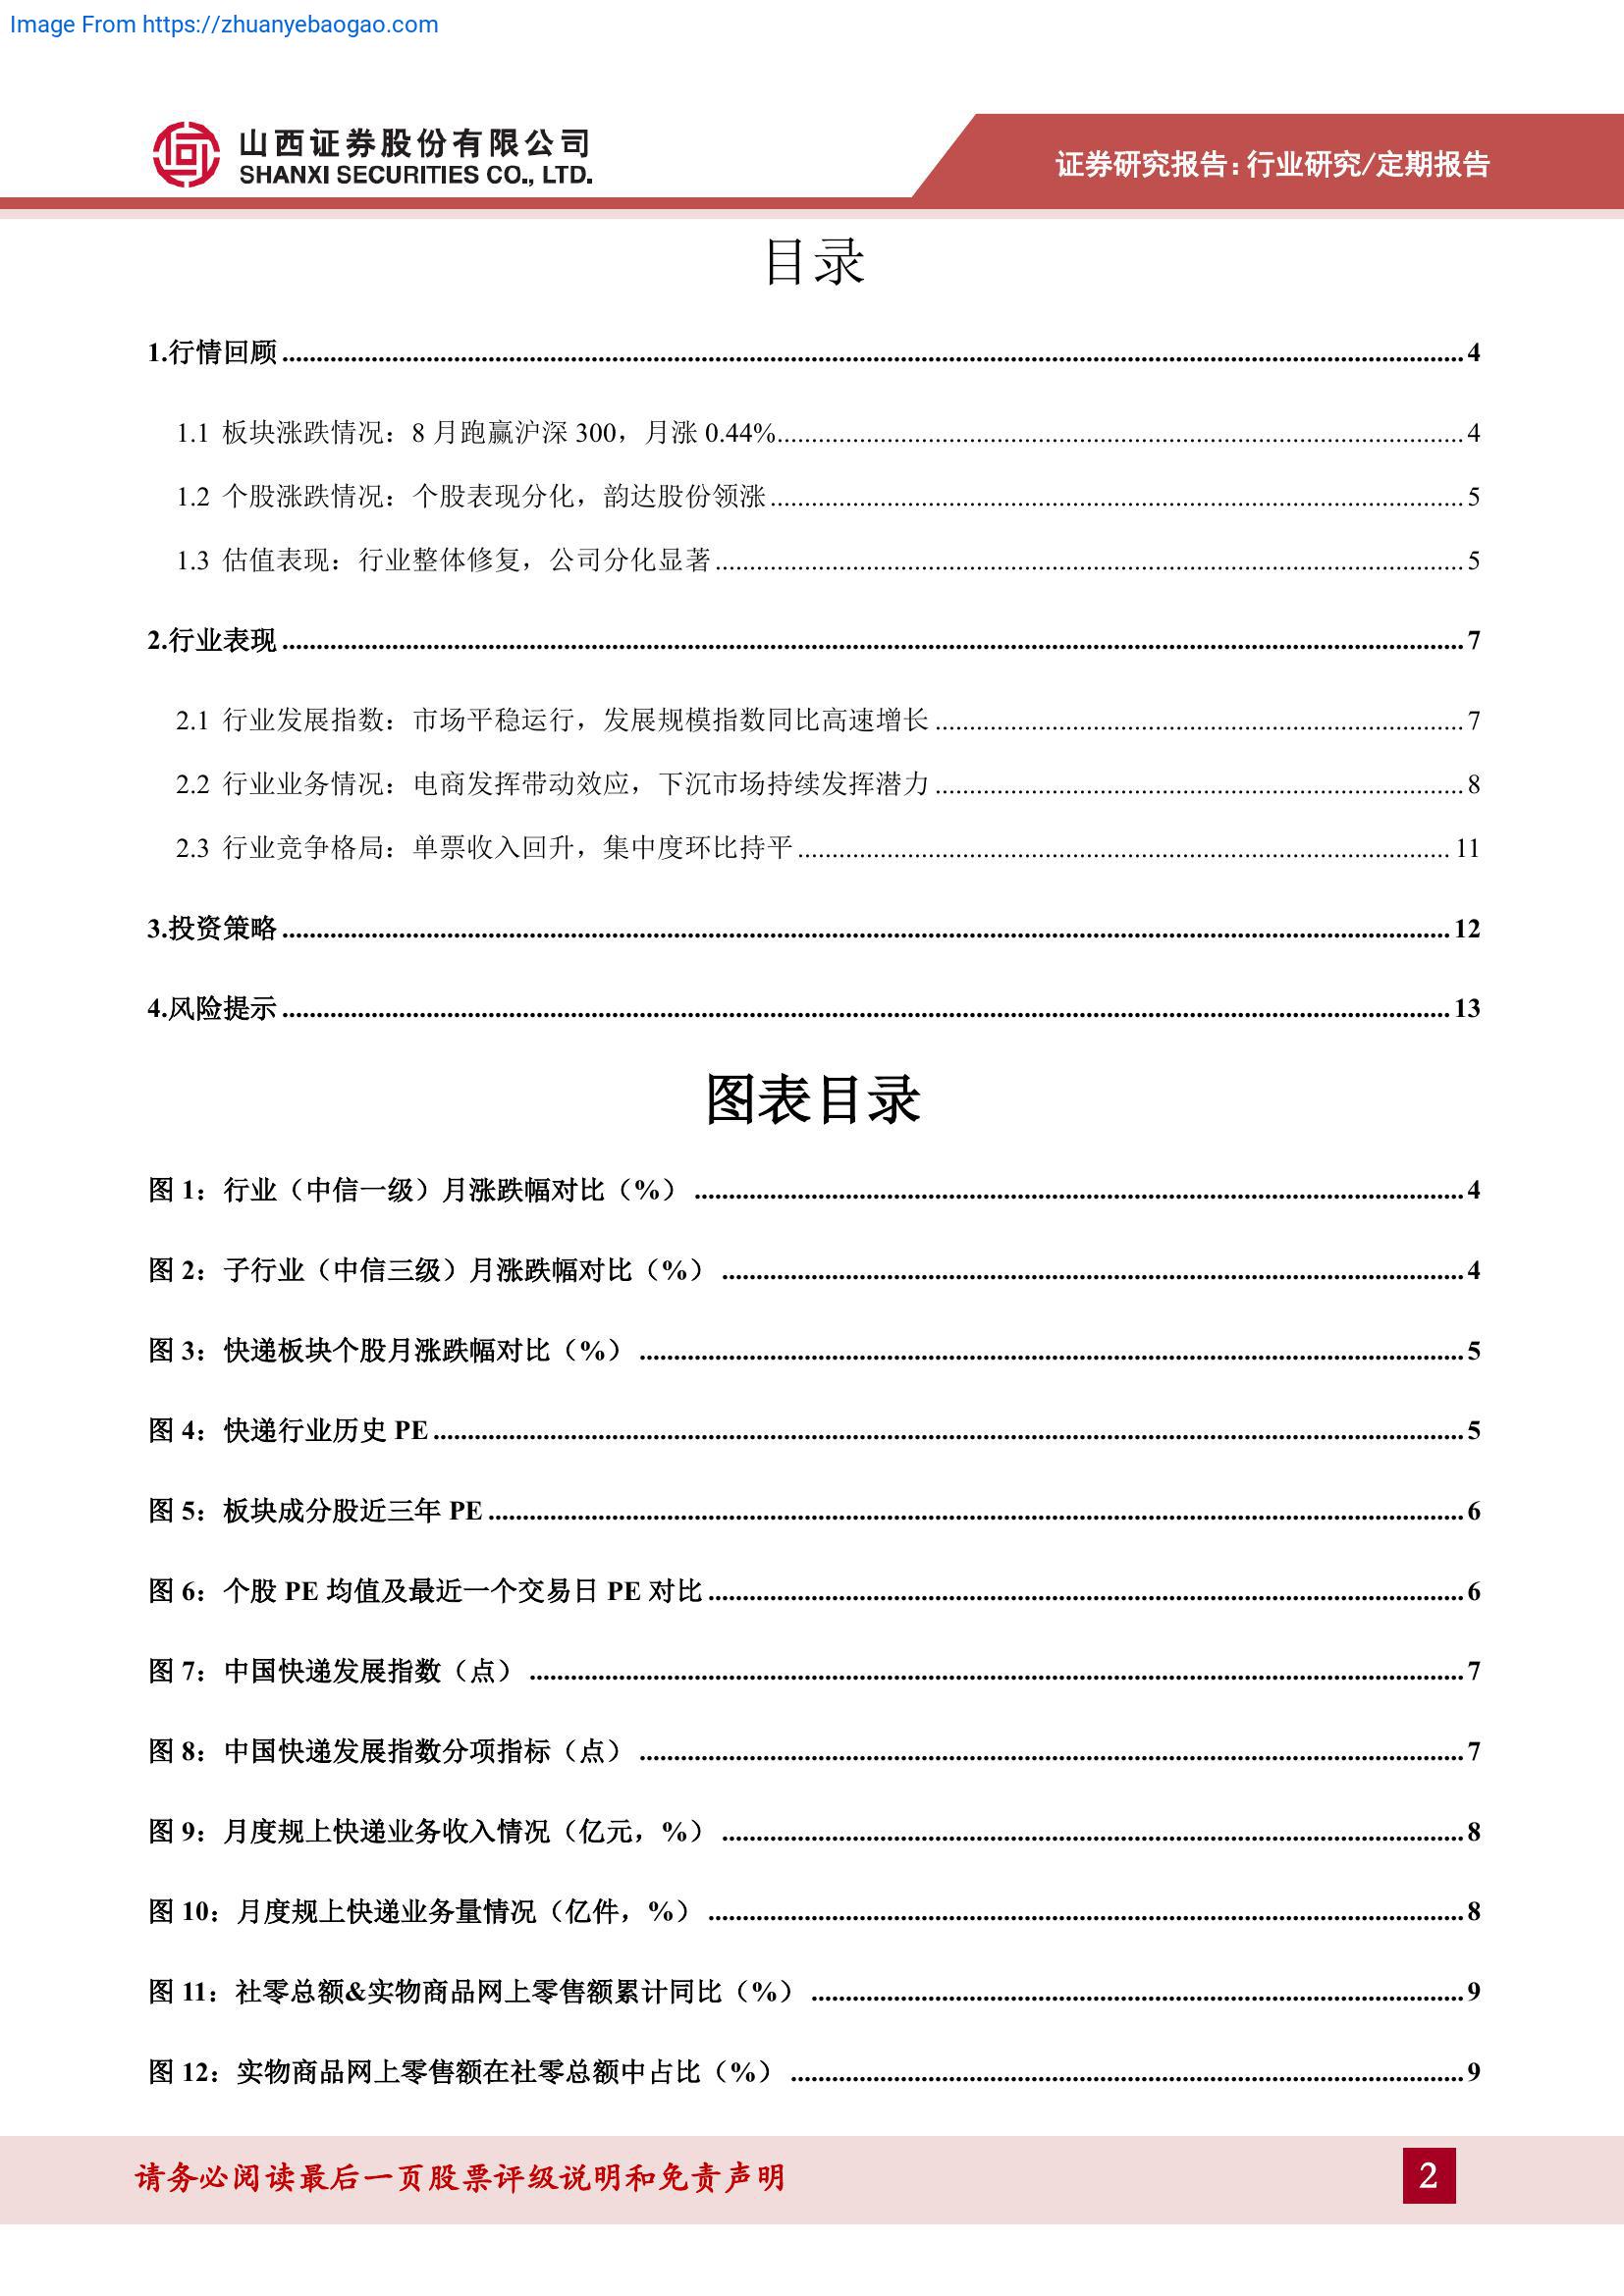 Image From https://zhuanyebaogao.com
山西证券股份有限公司
SHANXI SECURITIES CO., LTD.
证券研究报告：行业研究/定期报告
目录
1.行情回顾 4
1.1 板块涨跌情况：8 月跑赢沪深 300，月涨 0.44% 4
1.2 个股涨跌情况：个股表现分化，韵达股份领涨 5
1.3 估值表现：行业整体修复，公司分化显著 5
2.行业表现 7
2.1 行业发展指数：市场平稳运行，发展规模指数同比高速增长 7
2.2 行业业务情况：电商发挥带动效应，下沉市场持续发挥潜力 8
2.3 行业竞争格局：单票收入回升，集中度环比持平 11
3.投资策略 12
4.风险提示 13
图表目录
图 1：行业（中信一级）月涨跌幅对比（%） 4
图 2：子行业（中信三级）月涨跌幅对比（%） 4
图 3：快递板块个股月涨跌幅对比（%） 5
图 4：快递行业历史 PE 5
图 5：板块成分股近三年 PE 6
图 6：个股 PE 均值及最近一个交易日 PE 对比 6
图 7：中国快递发展指数（点） 7
图 8：中国快递发展指数分项指标（点） 7
图 9：月度规上快递业务收入情况（亿元，%） 8
图 10：月度规上快递业务量情况（亿件，%） 8
图 11：社零总额&实物商品网上零售额累计同比（%） 9
图 12：实物商品网上零售额在社零总额中占比（%） 9
请务必阅读最后一页股票评级说明和免责声明
2